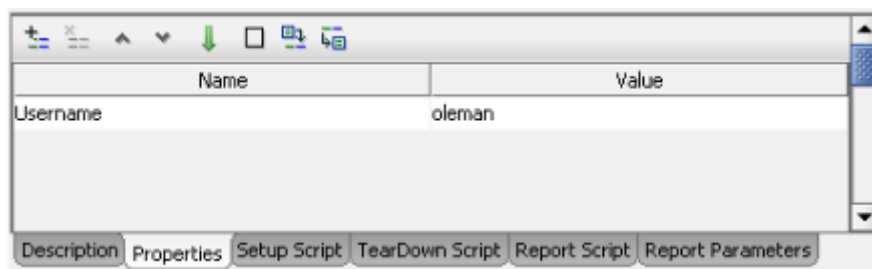 Name Value
Username oleman
Description Properties Setup Script TearDown Script Report Script Report Parameters